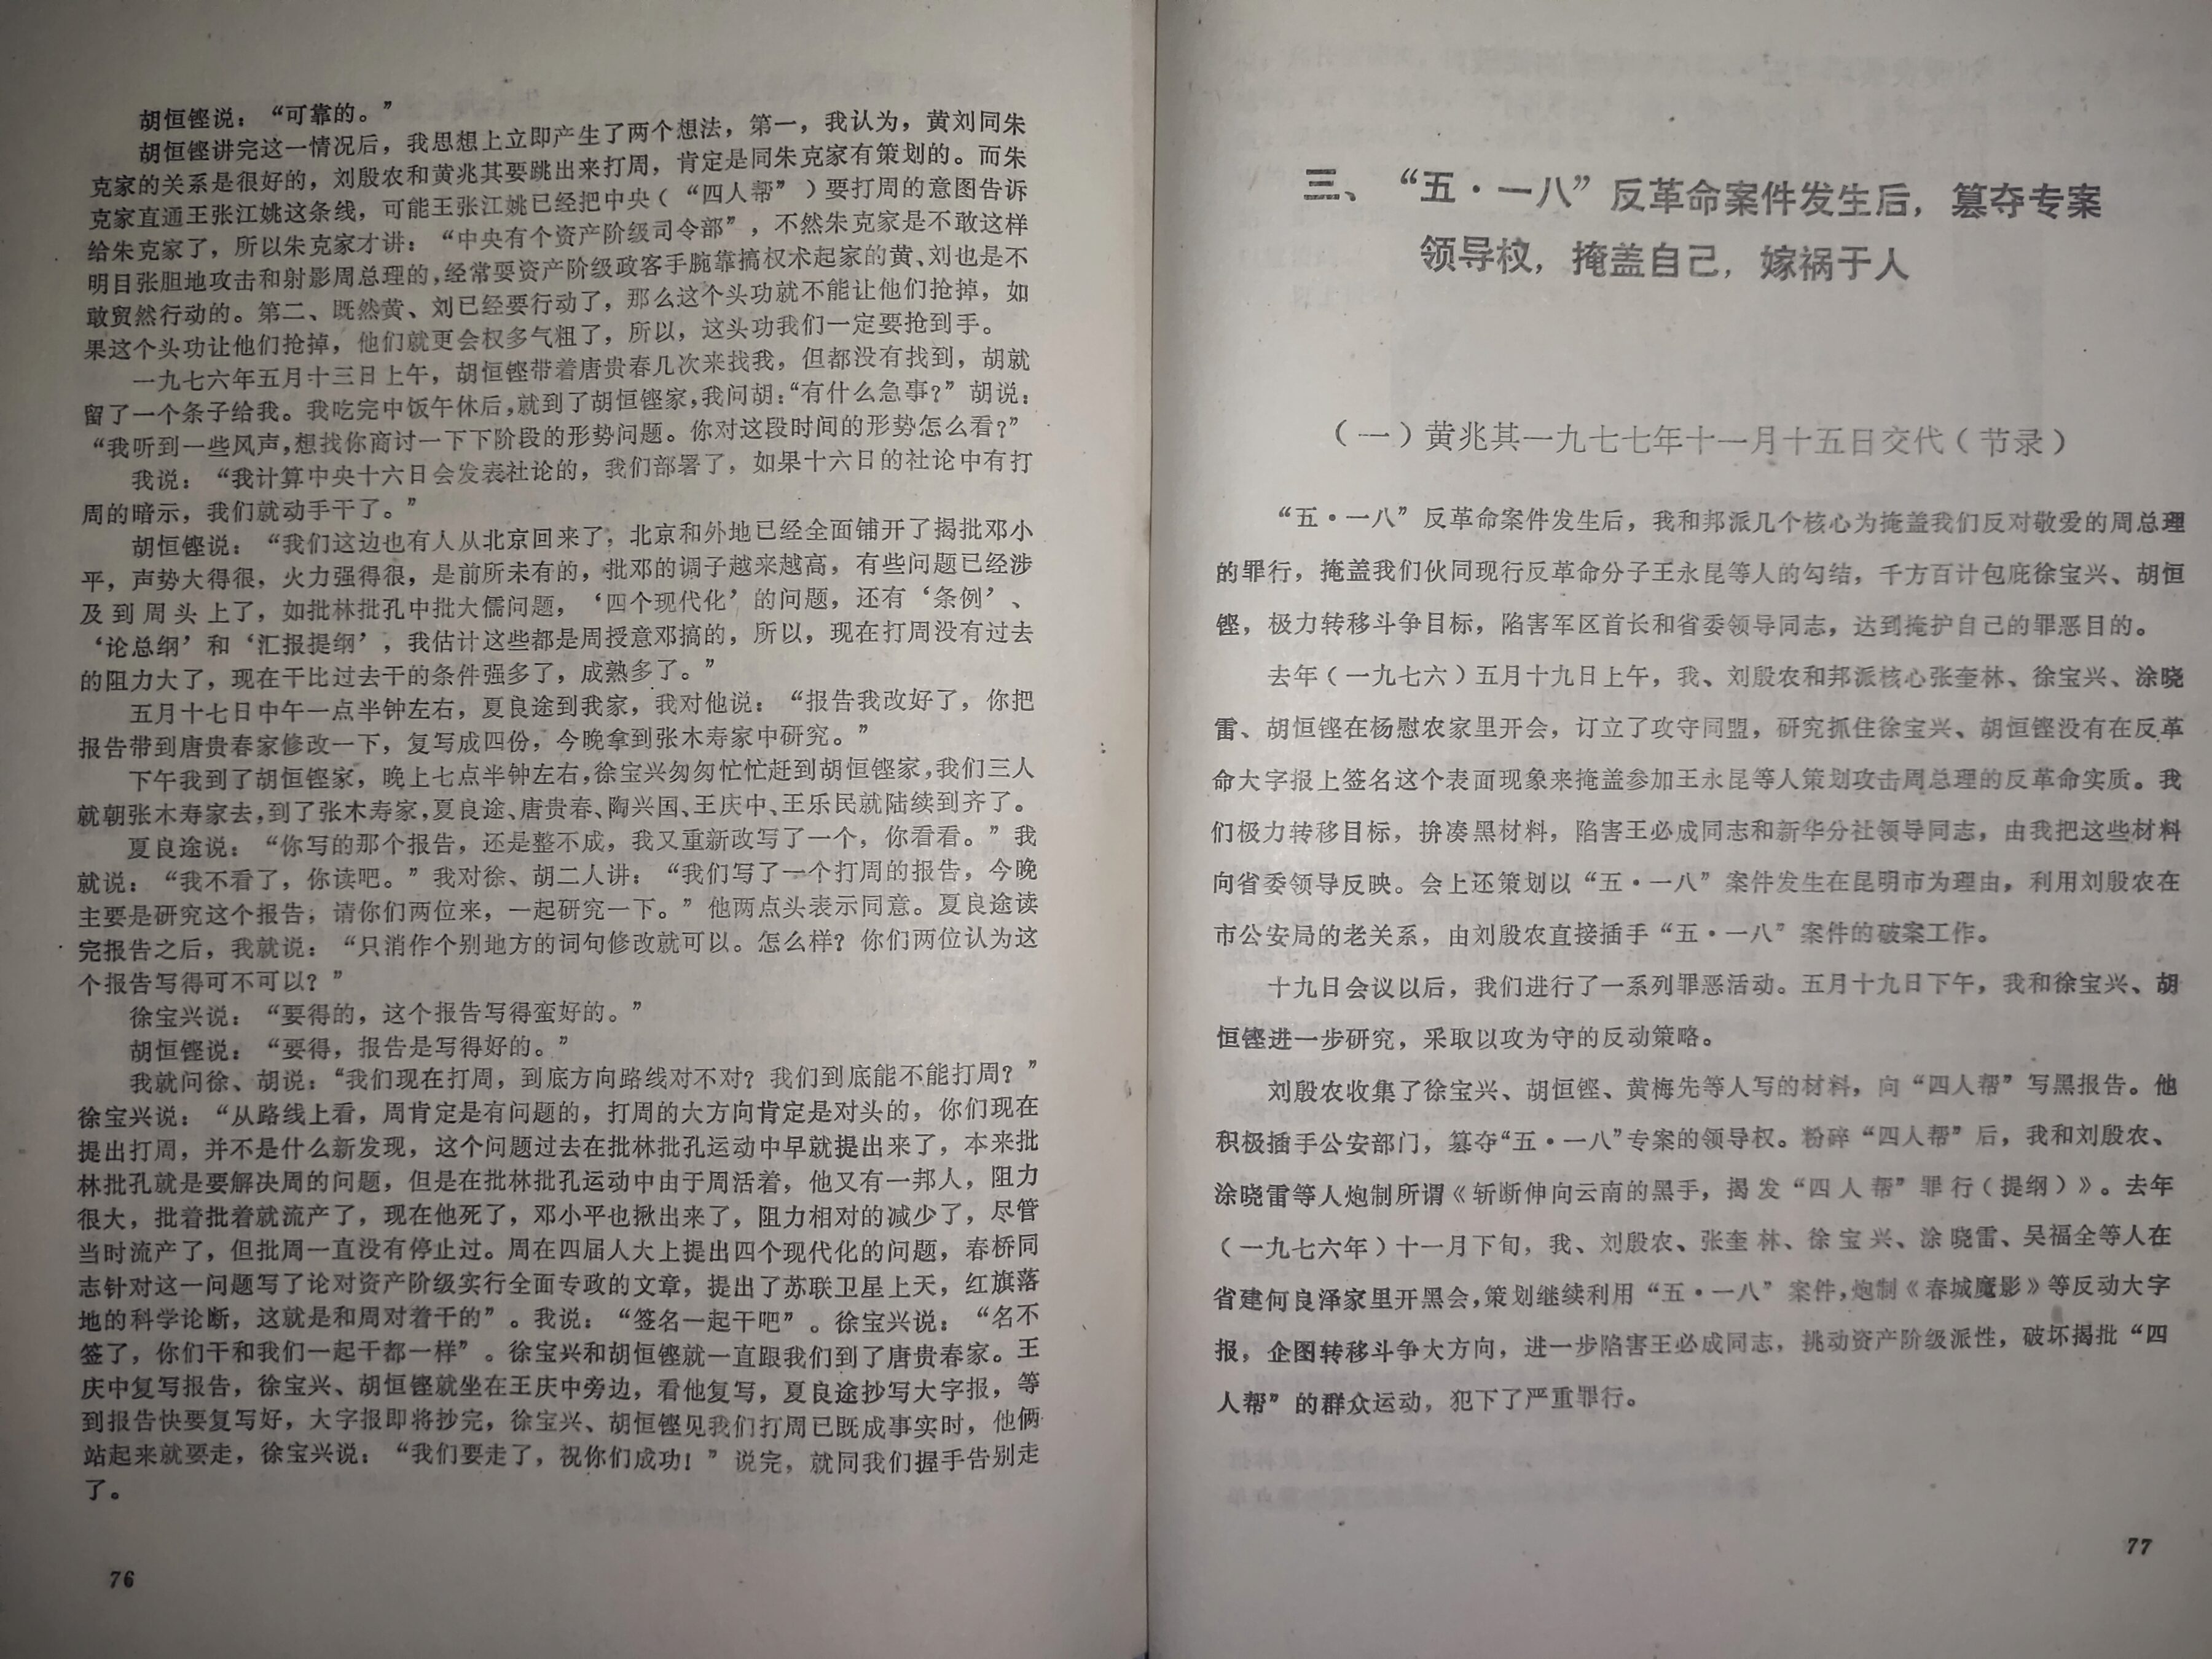 胡恒铿说：“可靠的。”
胡恒铿讲完这一情况后，我思想上立即产生了两个想法，第一，我认为，黄刘同朱
克家的关系是很好的，刘殷农和黄兆其要跳出来打周，肯定是同朱克家有策划的。而朱
克家直通王张江姚这条线，可能王张江姚已经把中央（“四人帮”）要打周的意图告诉
给朱克家了，所以朱克家才讲：“中央有个资产阶级司令部”，不然朱克家是不敢这样
明目张胆地攻击和射影周总理的，经常耍资产阶级政客手腕靠搞权术起家的黄、刘也是不
敢贸然行动的。第二、既然黄、刘已经要行动了，那么这个头功就不能让他们抢掉，如
果这个头功让他们抢掉，他们就更会权多气粗了，所以，这头功我们一定要抢到手。
一九七六年五月十三日上午，胡恒铿带着唐贵春几次来找我，但都没有找到，胡就
留了一个条子给我。我吃完中饭午休后，就到了胡恒铿家，我问胡：“有什么急事？”胡说：
“我听到一些风声，想找你商讨一下下阶段的形势问题。你对这段时间的形势怎么看？”
我说：“我计算中央十六日会发表社论的，我们部署了，如果十六日的社论中有打
周的暗示，我们就动手干了。”
胡恒铿说：“我们这边也有人从北京回来了，北京和外地已经全面铺开了揭批邓小
平，声势大得很，火力强得很，是前所未有的，批邓的调子越来越高，有些问题已经涉
及到周头上了，如批林批孔中批大儒问题，‘四个现代化’的问题，还有‘条例’、
‘论总纲’和‘汇报提纲’，我估计这些都是周授意邓搞的，所以，现在打周没有过去
的阻力大了，现在干比过去干的条件强多了，成熟多了。”
五月十七日中午一点半钟左右，夏良途到我家，我对他说：“报告我改好了，你把
报告带到唐贵春家修改一下，复写成四份，今晚拿到张木寿家中研究。”
下午我到了胡恒铿家，晚上七点半钟左右，徐宝兴匆匆忙忙赶到胡恒铿家，我们三人
就朝张木寿家去，到了张木寿家，夏良途、唐贵春、陶兴国、王庆中、王乐民就陆续到齐了。
夏良途说：“你写的那个报告，还是整不成，我又重新改写了一个，你看看。”我
就说：“我不看了，你读吧。”我对徐、胡二人讲：“我们写了一个打周的报告，今晚
主要是研究这个报告，请你们两位来，一起研究一下。”他两点头表示同意。夏良途读
完报告之后，我就说：“只消作个别地方的词句修改就可以。怎么样？你们两位认为这
个报告写得可不可以？”
徐宝兴说：“要得的，这个报告写得蛮好的。”
胡恒铿说：“要得，报告是写得好的。”
我就问徐、胡说：“我们现在打周，到底方向路线对不对？我们到底能不能打周？”
徐宝兴说：“从路线上看，周肯定是有问题的，打周的大方向肯定是对头的，你们现在
提出打周，并不是什么新发现，这个问题过去在批林批孔运动中早就提出来了，本来批
林批孔就是要解决周的问题，但是在批林批孔运动中由于周活着，他又有一邦人，阻力
很大，批着批着就流产了，现在他死了，邓小平也揪出来了，阻力相对的减少了，尽管
当时流产了，但批周一直没有停止过。周在四届人大上提出四个现代化的问题，春桥同
志针对这一问题写了论对资产阶级实行全面专政的文章，提出了苏联卫星上天，红旗落
地的科学论断，这就是和周对着干的”。我说：“签名一起干吧”。徐宝兴说：“名不
签了，你们干和我们一起干都一样”。徐宝兴和胡恒铿就一直跟我们到了唐贵春家。王
庆中复写报告，徐宝兴、胡恒铿就坐在王庆中旁边，看他复写，夏良途抄写大字报，等
到报告快要复写好，大字报即将抄完，徐宝兴、胡恒铿见我们打周已既成事实时，他俩
站起来就要走，徐宝兴说：“我们要走了，祝你们成功！”说完，就同我们握手告别走
了。
76
三、“五·一八”反革命案件发生后，篡夺专案
领导权，掩盖自己，嫁祸于人
（一）黄兆其一九七七年十一月十五日交代（节录）
“五·一八”反革命案件发生后，我和邦派几个核心为掩盖我们反对敬爱的周总理
的罪行，掩盖我们伙同现行反革命分子王永昆等人的勾结，千方百计包庇徐宝兴、胡恒
铿，极力转移斗争目标，陷害军区首长和省委领导同志，达到掩护自己的罪恶目的。
去年（一九七六）五月十九日上午，我、刘殷农和邦派核心张奎林、徐宝兴、涂晓
雷、胡恒铿在杨慰农家里开会，订立了攻守同盟，研究抓住徐宝兴、胡恒铿没有在反革
命大字报上签名这个表面现象来掩盖参加王永昆等人策划攻击周总理的反革命实质。我
们极力转移目标，拚凑黑材料，陷害王必成同志和新华分社领导同志，由我把这些材料
向省委领导反映。会上还策划以“五·一八”案件发生在昆明市为理由，利用刘殷农在
市公安局的老关系，由刘殷农直接插手“五·一八”案件的破案工作。
十九日会议以后，我们进行了一系列罪恶活动。五月十九日下午，我和徐宝兴、胡
恒铿进一步研究，采取以攻为守的反动策略。
刘殷农收集了徐宝兴、胡恒铿、黄梅先等人写的材料，向“四人帮”写黑报告。他
积极插手公安部门，篡夺“五·一八”专案的领导权。粉碎“四人帮”后，我和刘殷农、
涂晓雷等人炮制所谓《斩断伸向云南的黑手，揭发“四人帮”罪行（提纲）》。去年
（一九七六年）十一月下旬，我、刘殷农、张奎林、徐宝兴、涂晓雷、吴福全等人在
省建何良泽家里开黑会，策划继续利用“五·一八”案件，炮制《春城魔影》等反动大字
报，企图转移斗争大方向，进一步陷害王必成同志，挑动资产阶级派性，破坏揭批“四
人帮”的群众运动，犯下了严重罪行。
77